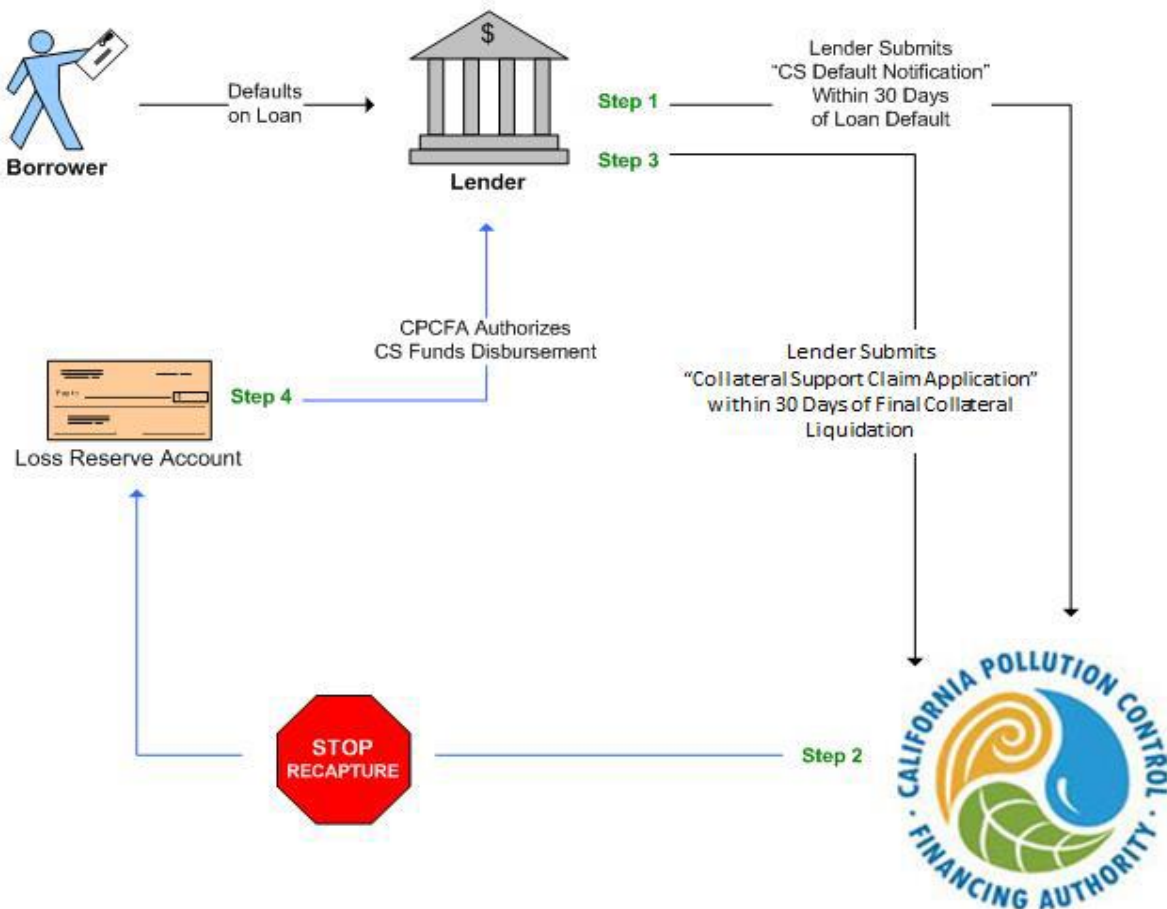 $
Defaults
on Loan
Borrower
Lender
Step 1
Lender Submits
“CS Default Notification”
Within 30 Days
of Loan Default
Step 3
CPCFA Authorizes
CS Funds Disbursement
Lender Submits
“Collateral Support Claim Application”
within 30 Days of Final Collateral
Liquidation
Step 4
Loss Reserve Account
STOP
RECAPTURE
Step 2
CALIFORNIA POLLUTION CONTROL
· FINANCING AUTHORITY ·